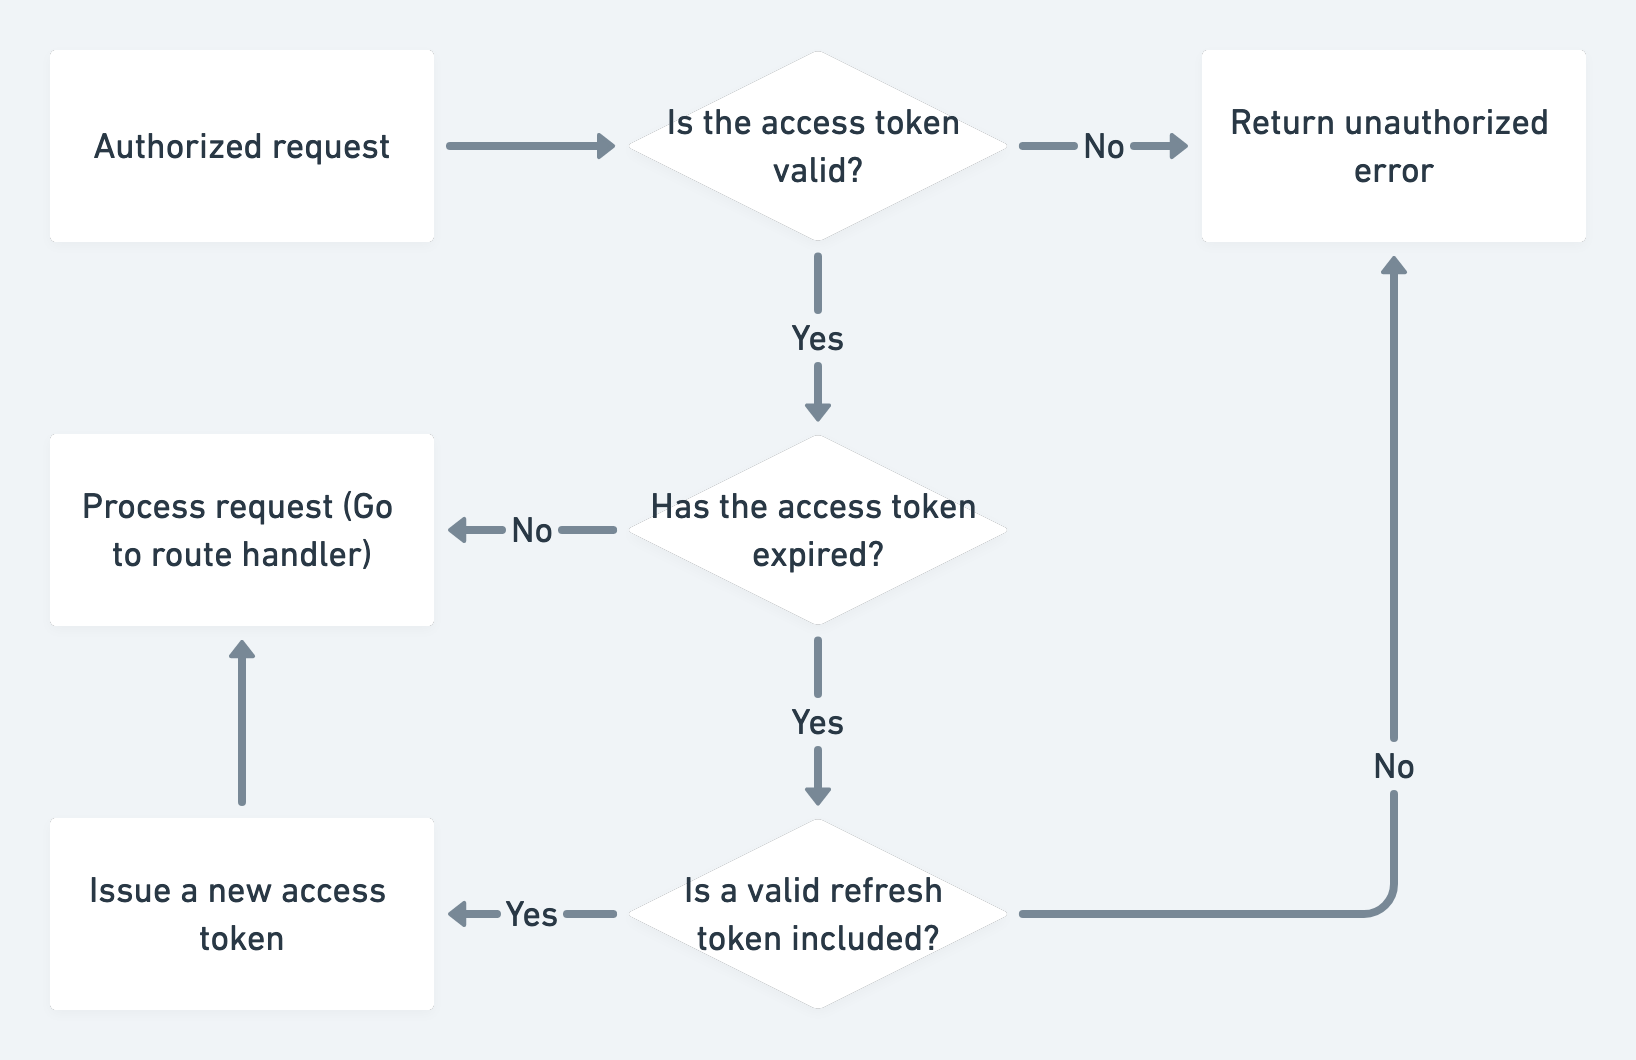 Authorized request
Is the access token
valid?
No
Return unauthorized
error
Yes
Process request (Go
to route handler)
No
Has the access token
expired?
Yes
No
Issue a new access
token
Yes
Is a valid refresh
token included?